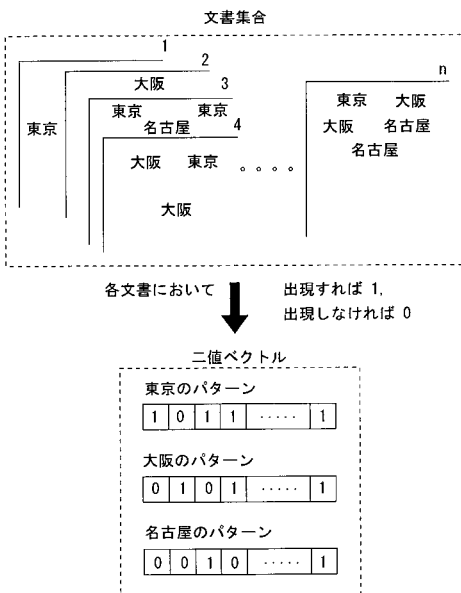 文書集合
1
2
n
大阪 3
東京 大阪
東京 東京 東京
大阪 名古屋
名古屋 4
名古屋
大阪 東京 。。。。
大阪
各文書において 出現すれば 1,
出現しなければ 0
二値ベクトル
東京のパターン
1 0 1 1 ····· 1
大阪のパターン
0 1 0 1 ····· 1
名古屋のパターン
0 0 1 0 ····· 1